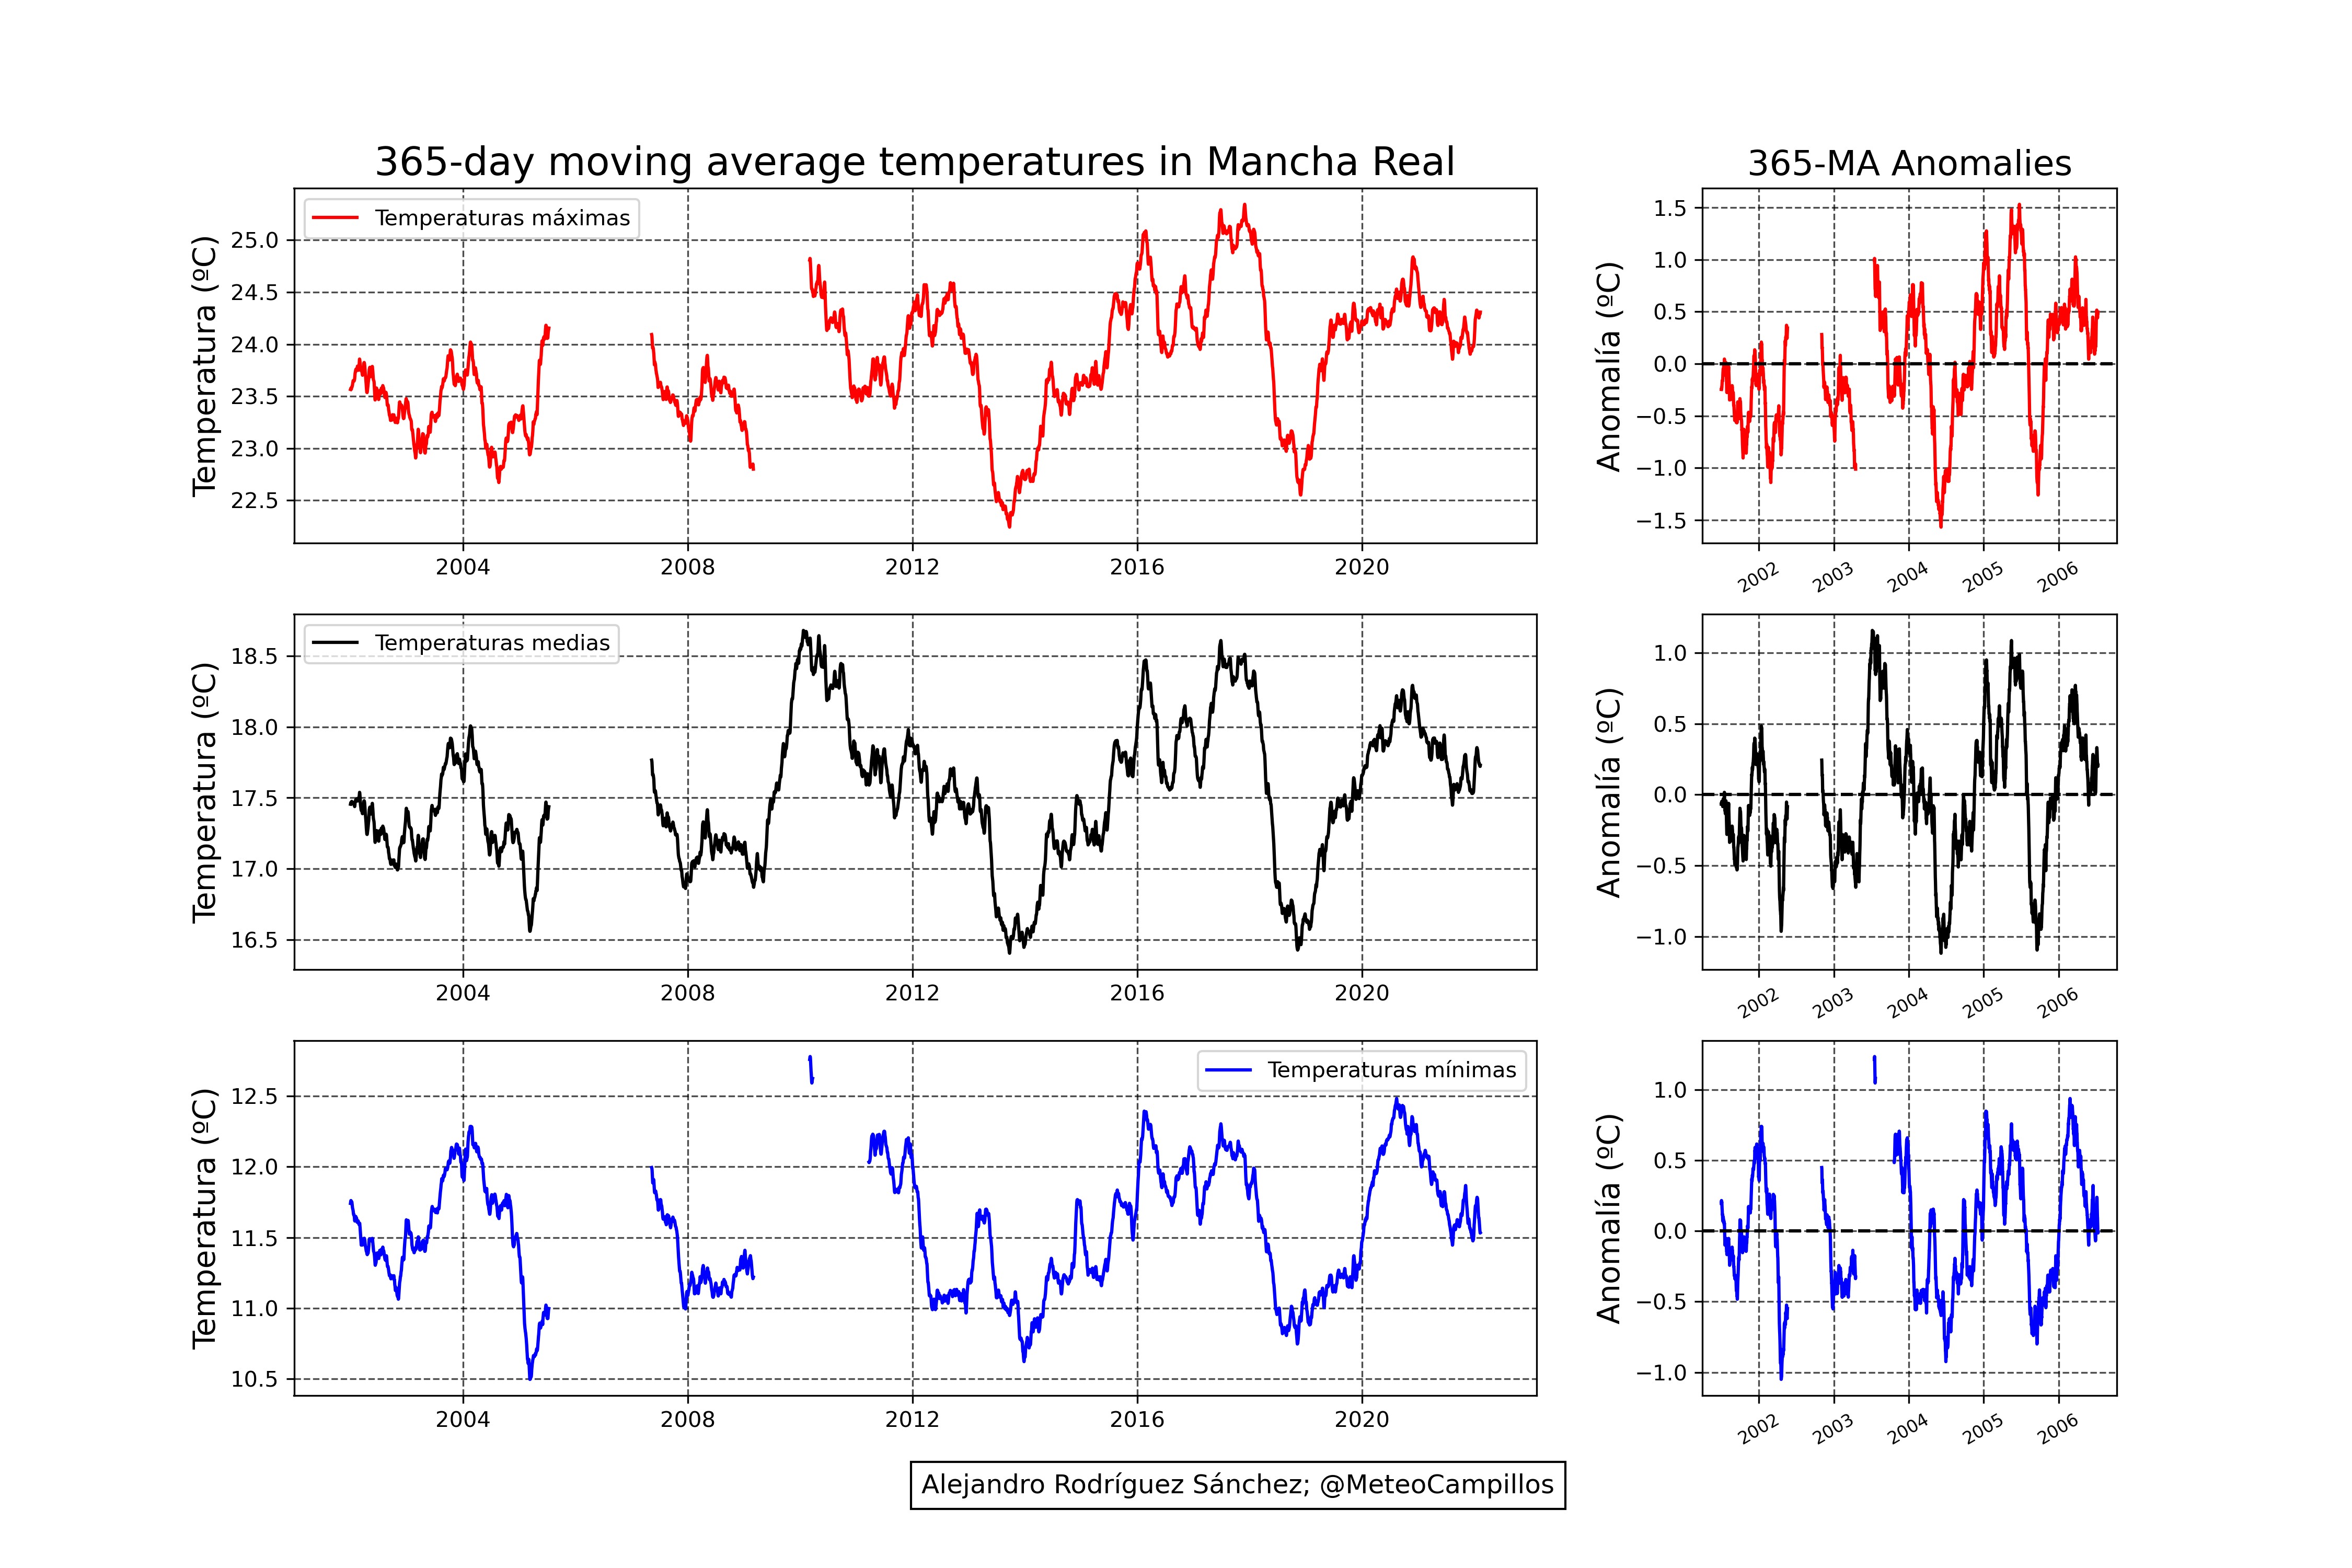 365-day moving average temperatures in Mancha Real
365-MA Anomalies
Temperatura (ºC)
25.0
24.5
24.0
23.5
23.0
22.5
Temperaturas máximas
2004 2008 2012 2016 2020
Anomalía (ºC)
1.5
1.0
0.5
0.0
−0.5
−1.0
−1.5
2002 2003 2004 2005 2006
Temperatura (ºC)
18.5
18.0
17.5
17.0
16.5
Temperaturas medias
2004 2008 2012 2016 2020
Anomalía (ºC)
1.0
0.5
0.0
−0.5
−1.0
2002 2003 2004 2005 2006
Temperatura (ºC)
12.5
12.0
11.5
11.0
10.5
Temperaturas mínimas
2004 2008 2012 2016 2020
Anomalía (ºC)
1.0
0.5
0.0
−0.5
−1.0
2002 2003 2004 2005 2006
Alejandro Rodríguez Sánchez; @MeteoCampillos